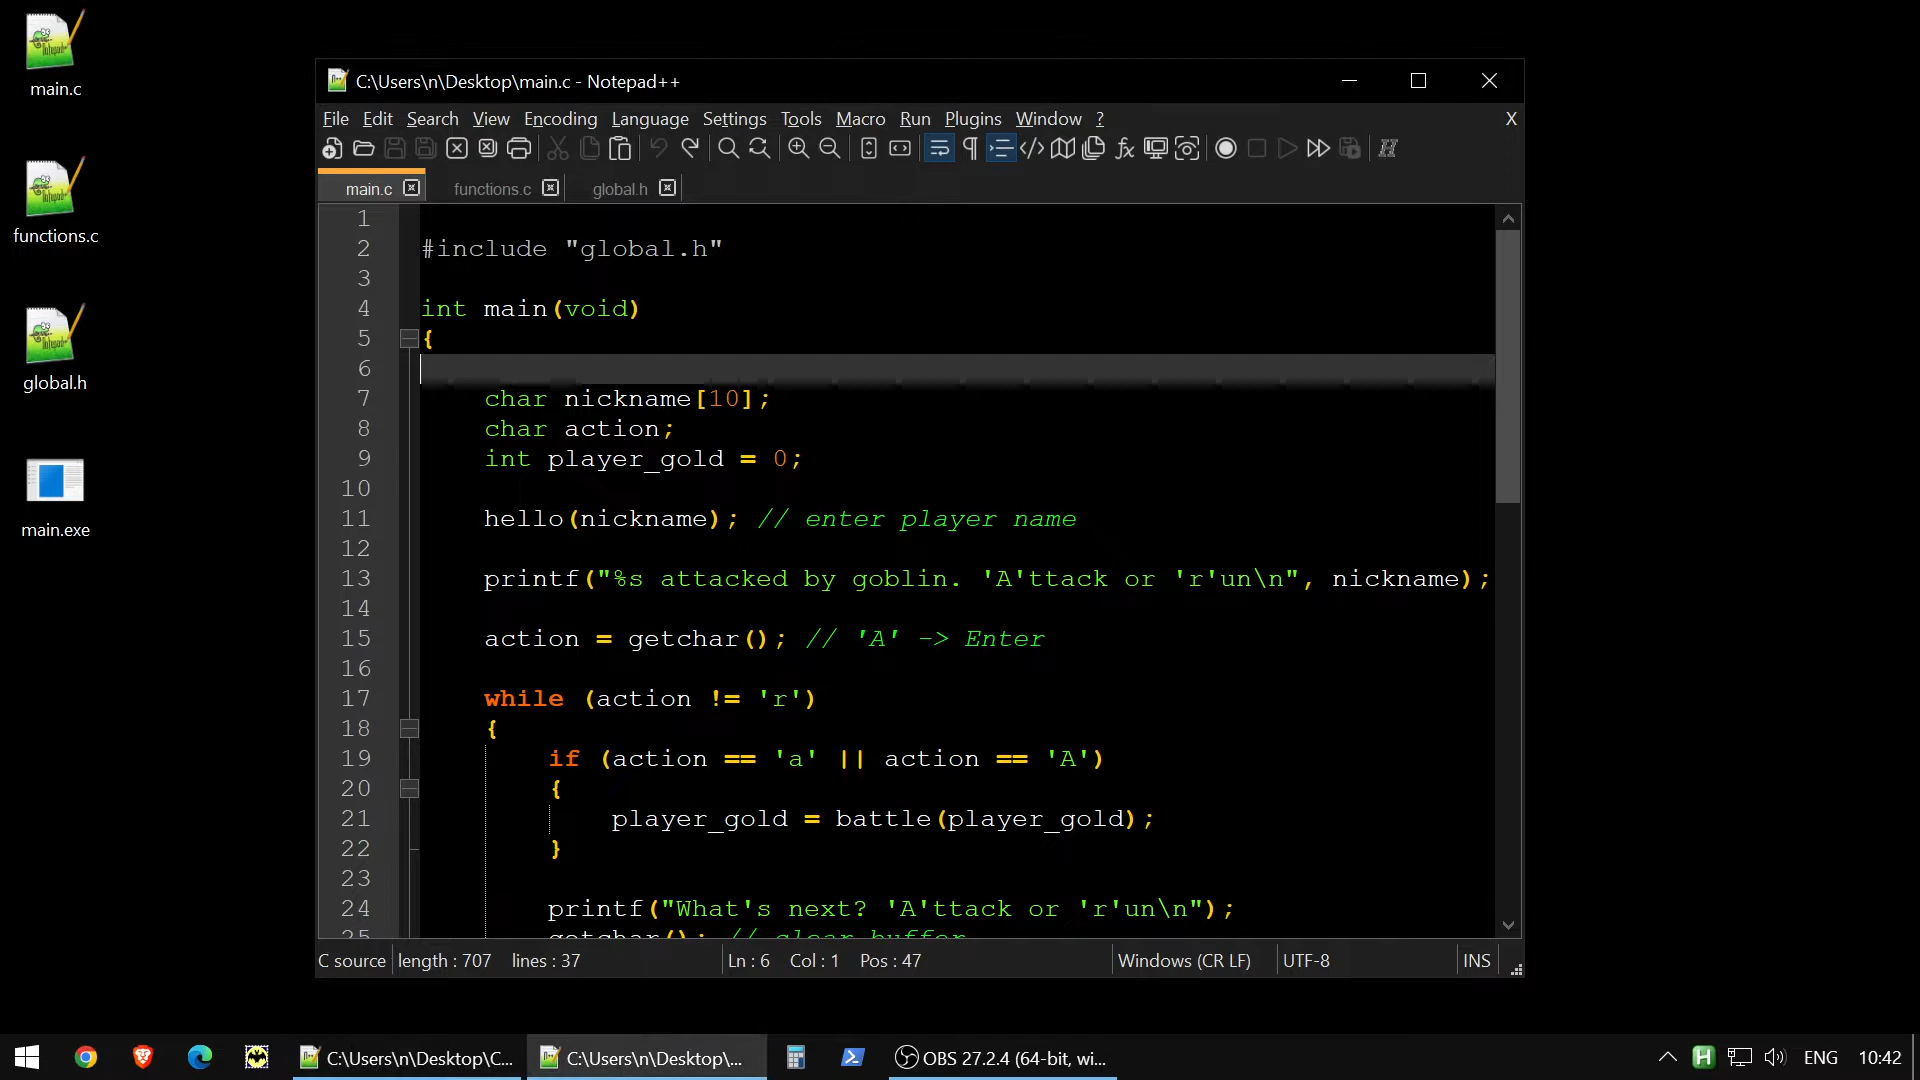 main.c
functions.c
global.h
main.exe
C:\Users\n\Desktop\main.c - Notepad++
File Edit Search View Encoding Language Settings Tools Macro Run Plugins Window ? X
main.c functions.c global.h
1
2 #include "global.h"
3
4 int main(void)
5 {
6
7 char nickname[10];
8 char action;
9 int player_gold = 0;
10
11 hello(nickname); // enter player name
12
13 printf("%s attacked by goblin. 'A'ttack or 'r'un\n", nickname);
14
15 action = getchar(); // 'A' -> Enter
16
17 while (action != 'r')
18 {
19 if (action == 'a' || action == 'A')
20 {
21 player_gold = battle(player_gold);
22 }
23
24 printf("What's next? 'A'ttack or 'r'un\n");
25 getchar(); // clear buffer
C source length : 707 lines : 37 Ln : 6 Col : 1 Pos : 47 Windows (CR LF) UTF-8 INS
C:\Users\n\Desktop\C... C:\Users\n\Desktop\... OBS 27.2.4 (64-bit, wi... ENG 10:42